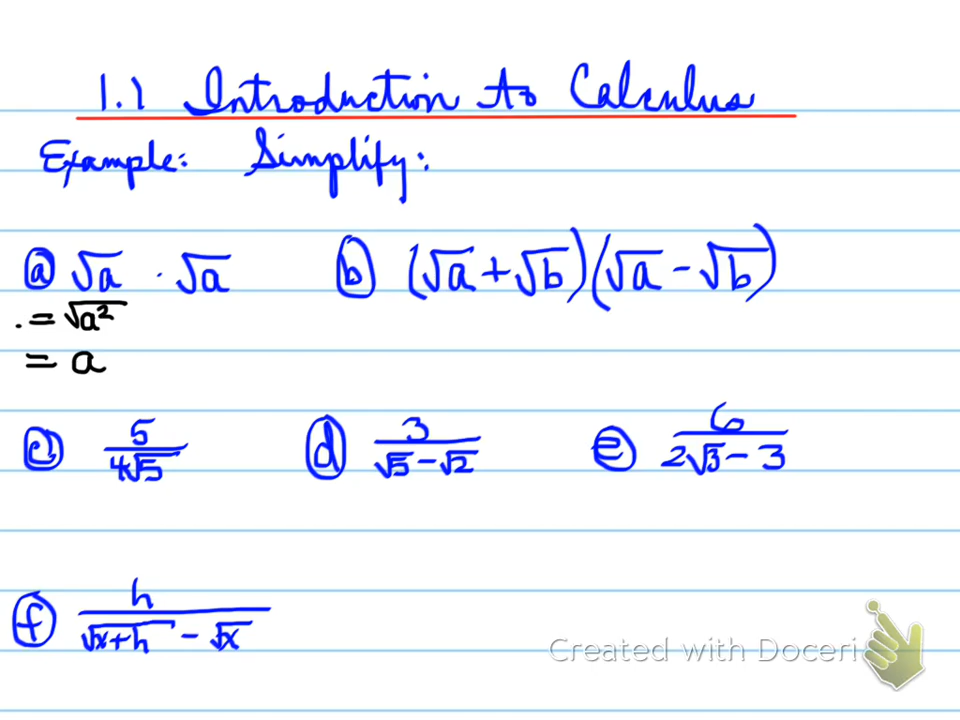 1.1 Introduction To Calculus
Example: Simplify:
ⓐ √a · √a ⓑ (√a + √b)(√a - √b)
. = √a²
= a
ⓒ 5/(4√5) ⓓ 3/(√5 - √2) ⓔ 6/(2√3 - 3)
ⓕ h/(√(x+h) - √x)
Created with Doceri